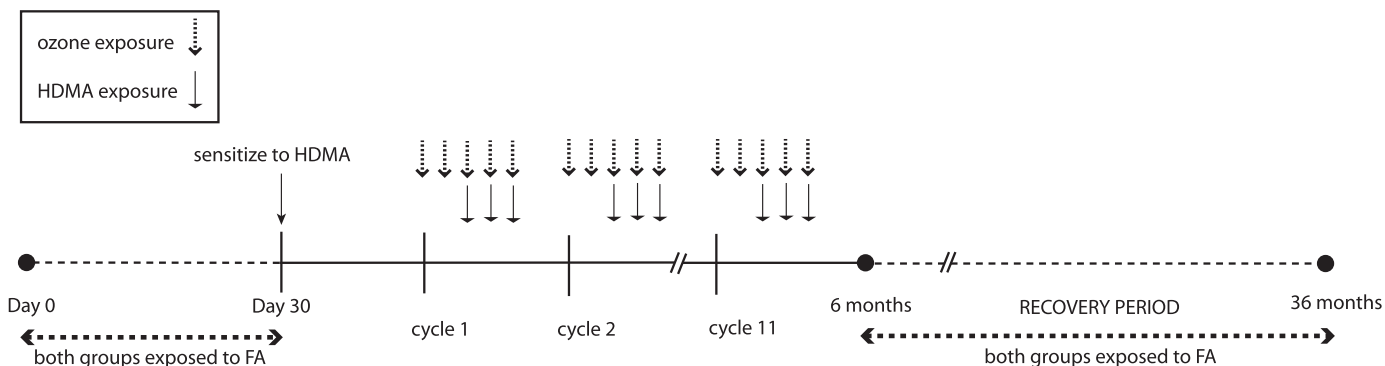 ozone exposure
HDMA exposure
sensitize to HDMA
Day 0
Day 30
6 months
RECOVERY PERIOD
36 months
cycle 1
cycle 2
cycle 11
both groups exposed to FA
both groups exposed to FA